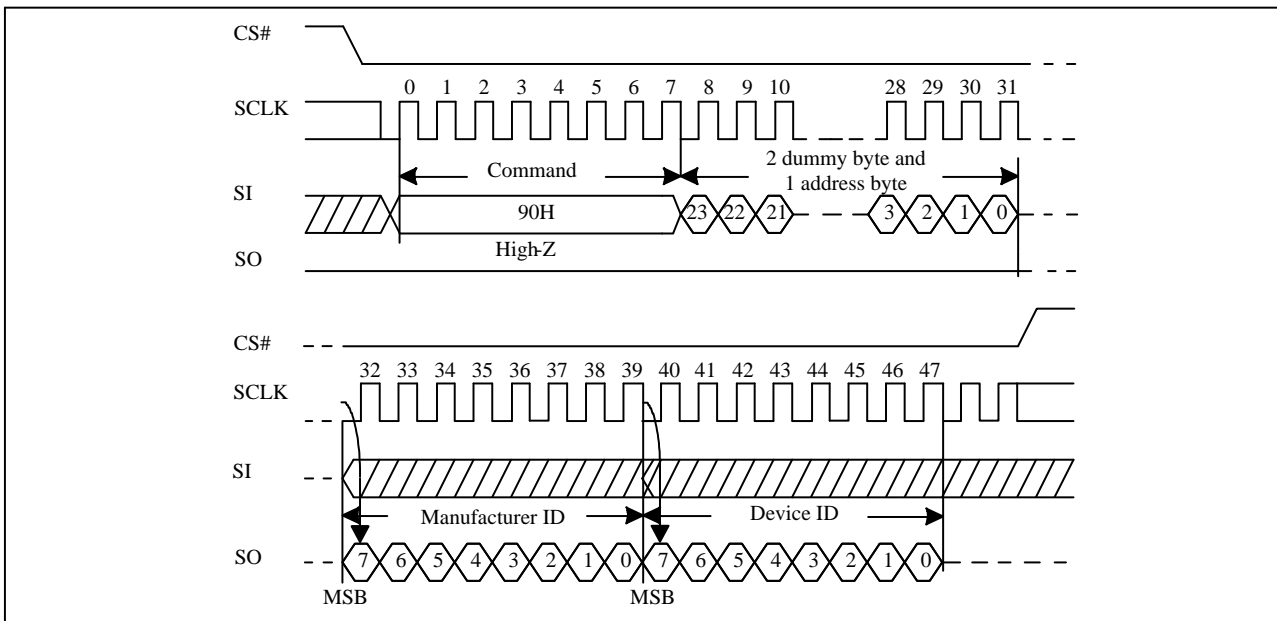 CS#
0 1 2 3 4 5 6 7 8 9 10 28 29 30 31
SCLK
Command
2 dummy byte and
1 address byte
SI
90H
23 22 21 3 2 1 0
High-Z
SO
CS#
32 33 34 35 36 37 38 39 40 41 42 43 44 45 46 47
SCLK
SI
Manufacturer ID Device ID
SO
7 6 5 4 3 2 1 0 7 6 5 4 3 2 1 0
MSB MSB